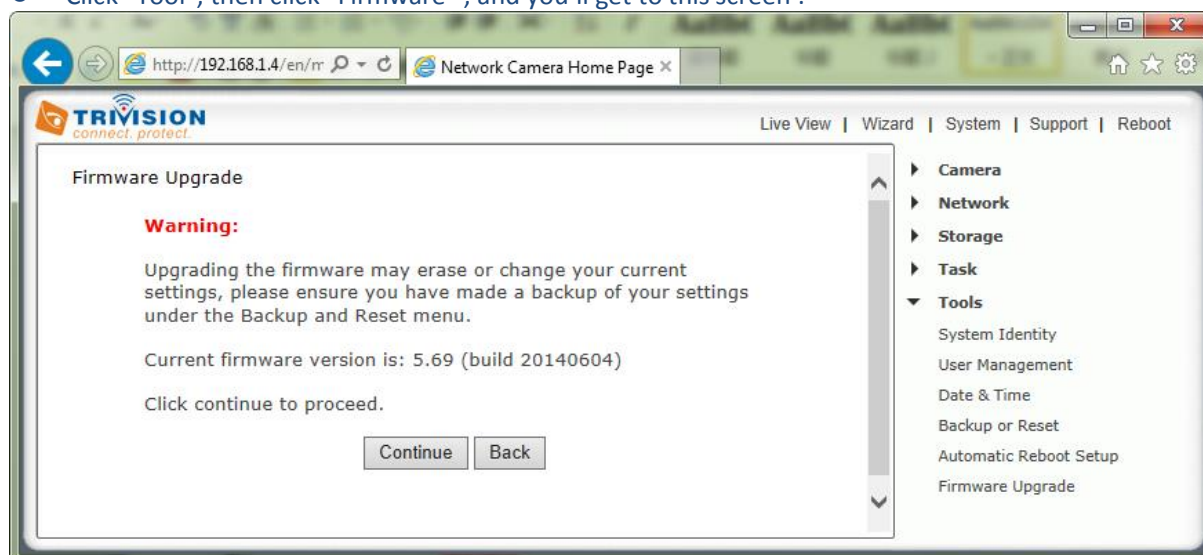 Click "Tool", then click "Firmware", and you'll get to this screen :
http://192.168.1.4/en/m
Network Camera Home Page
TRIVISION
connect. protect.
Live View | Wizard | System | Support | Reboot
Firmware Upgrade
Warning:
Upgrading the firmware may erase or change your current
settings, please ensure you have made a backup of your settings
under the Backup and Reset menu.
Current firmware version is: 5.69 (build 20140604)
Click continue to proceed.
Continue
Back
Camera
Network
Storage
Task
Tools
System Identity
User Management
Date & Time
Backup or Reset
Automatic Reboot Setup
Firmware Upgrade